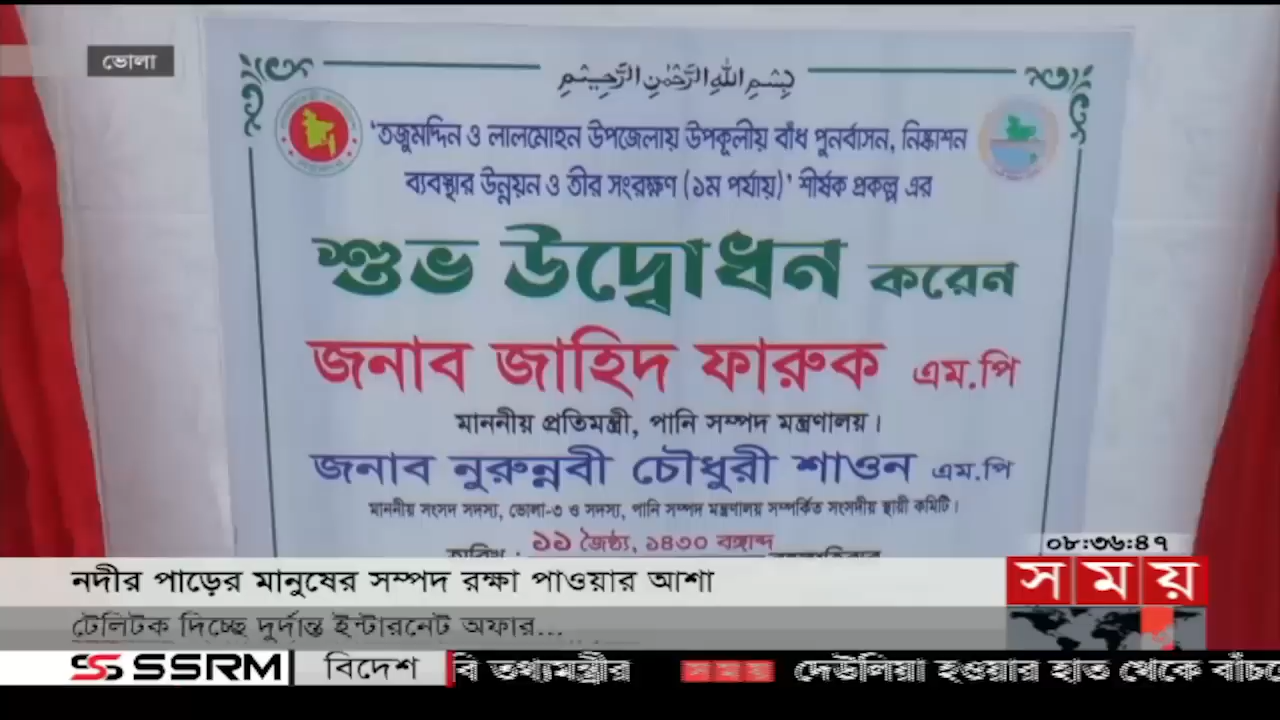 ভোলা
بِسْمِ اللهِ الرَّحْمٰنِ الرَّحِيْمِ
'তজুমদ্দিন ও লালমোহন উপজেলায় উপকূলীয় বাঁধ পুনর্বাসন, নিষ্কাশন
ব্যবস্থার উন্নয়ন ও তীর সংরক্ষণ (১ম পর্যায়)' শীর্ষক প্রকল্প এর
শুভ উদ্বোধন করেন
জনাব জাহিদ ফারুক এম.পি
মাননীয় প্রতিমন্ত্রী, পানি সম্পদ মন্ত্রণালয়।
জনাব নুরুন্নবী চৌধুরী শাওন এম.পি
মাননীয় সংসদ সদস্য, ভোলা-৩ ও সদস্য, পানি সম্পদ মন্ত্রণালয় সম্পর্কিত সংসদীয় স্থায়ী কমিটি।
১১ জৈষ্ঠ্য, ১৪৩০ বঙ্গাব্দ
তারিখ :
০৮:৩৬:৪৭
নদীর পাড়ের মানুষের সম্পদ রক্ষা পাওয়ার আশা
সময়
টেলিটক দিচ্ছে দুর্দান্ত ইন্টারনেট অফার...
SSRM বিদেশ বি তথ্যমন্ত্রীর সময় দেউলিয়া হওয়ার হাত থেকে